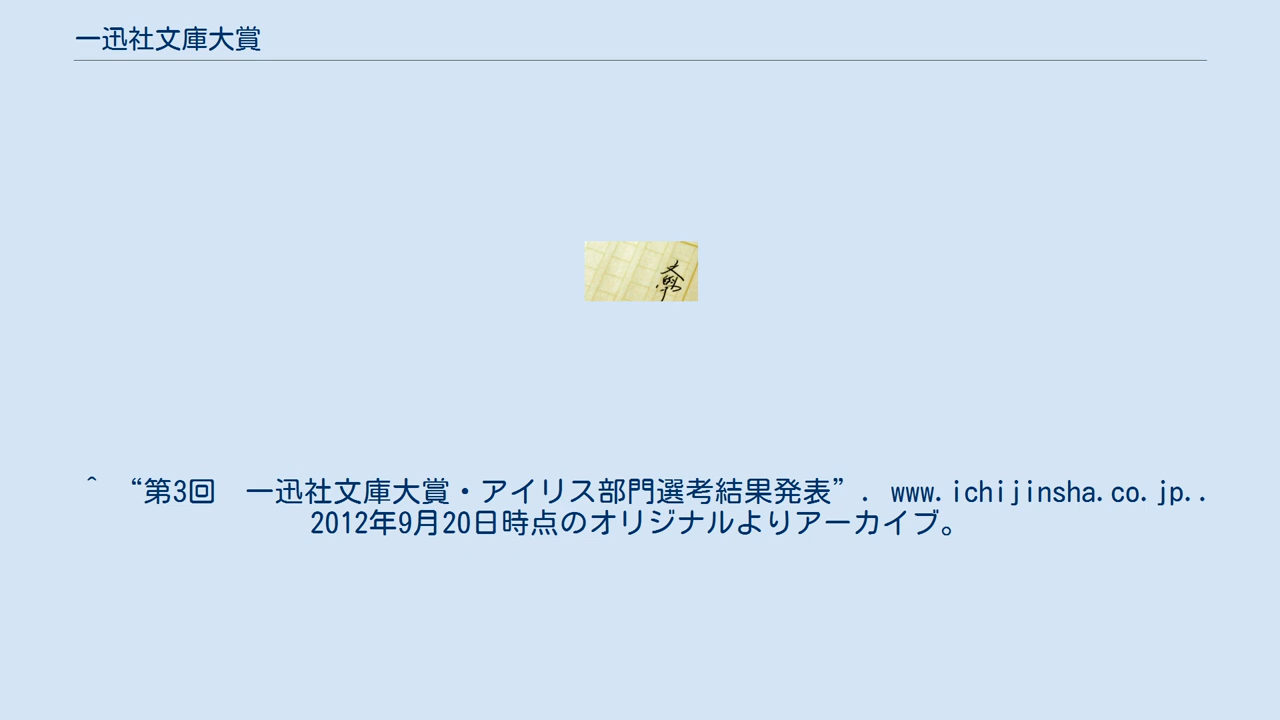 一迅社文庫大賞
^ “第3回　一迅社文庫大賞・アイリス部門選考結果発表”. www.ichijinsha.co.jp..
2012年9月20日時点のオリジナルよりアーカイブ。